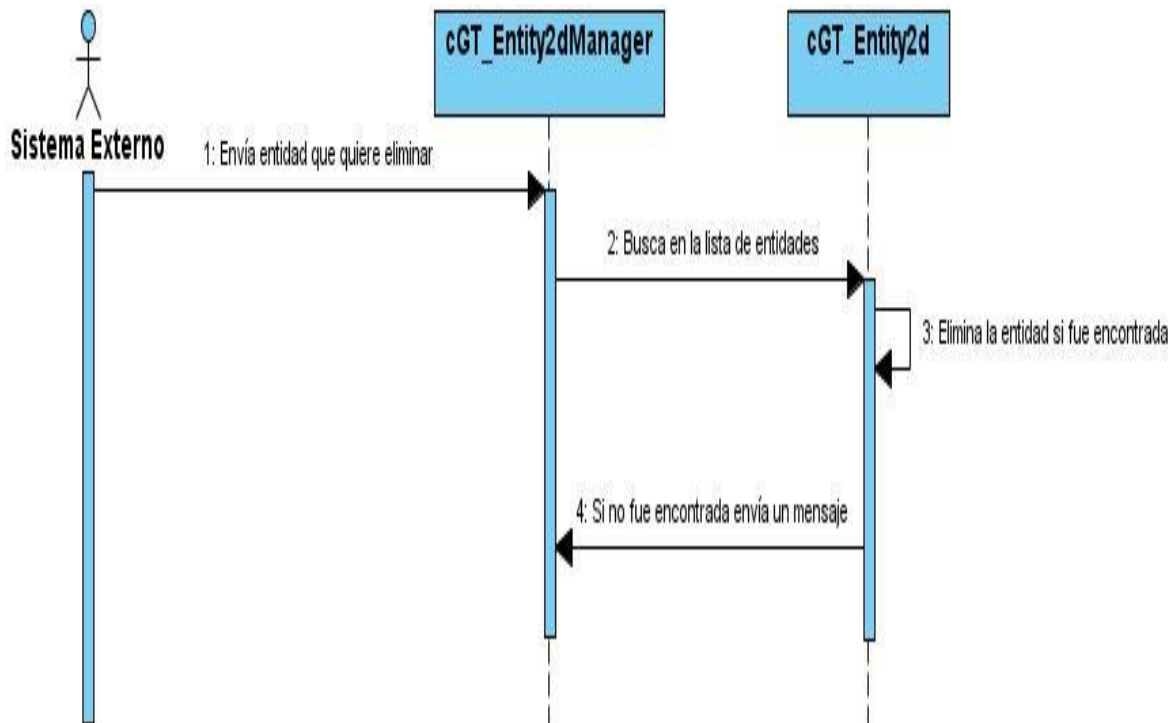 cGT_Entity2dManager
cGT_Entity2d
Sistema Externo
1: Envía entidad que quiere eliminar
2: Busca en la lista de entidades
3: Elimina la entidad si fue encontrada
4: Si no fue encontrada envía un mensaje